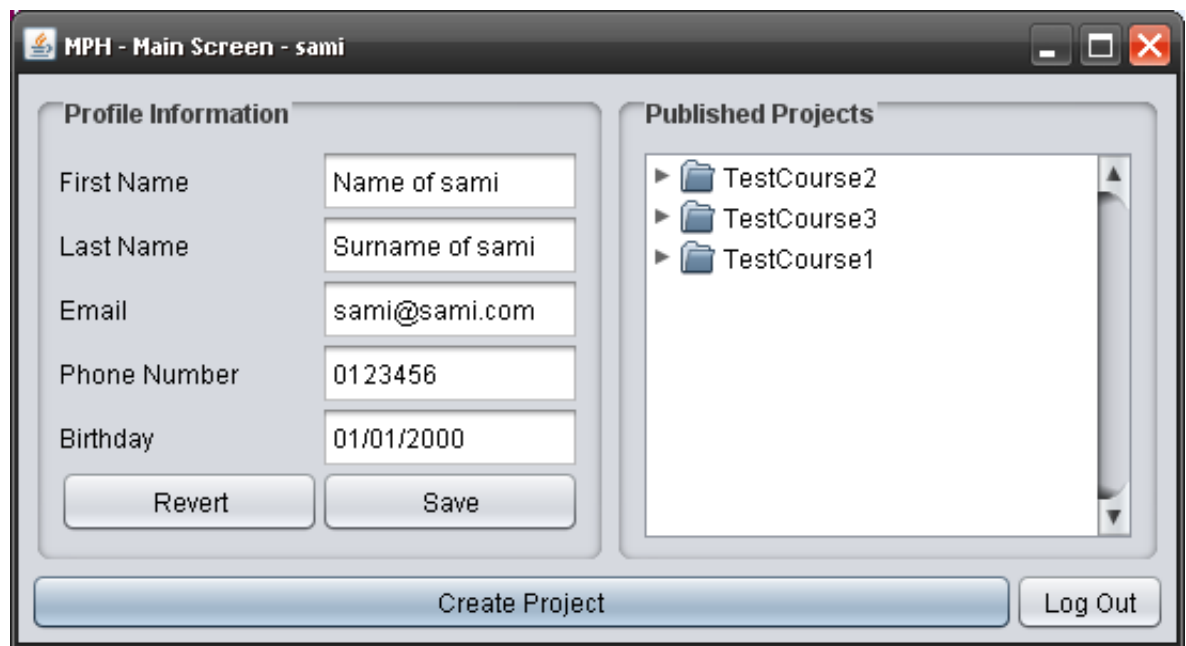 MPH - Main Screen - sami
Profile Information
First Name
Name of sami
Last Name
Surname of sami
Email
sami@sami.com
Phone Number
0123456
Birthday
01/01/2000
Revert
Save
Published Projects
TestCourse2
TestCourse3
TestCourse1
Create Project
Log Out